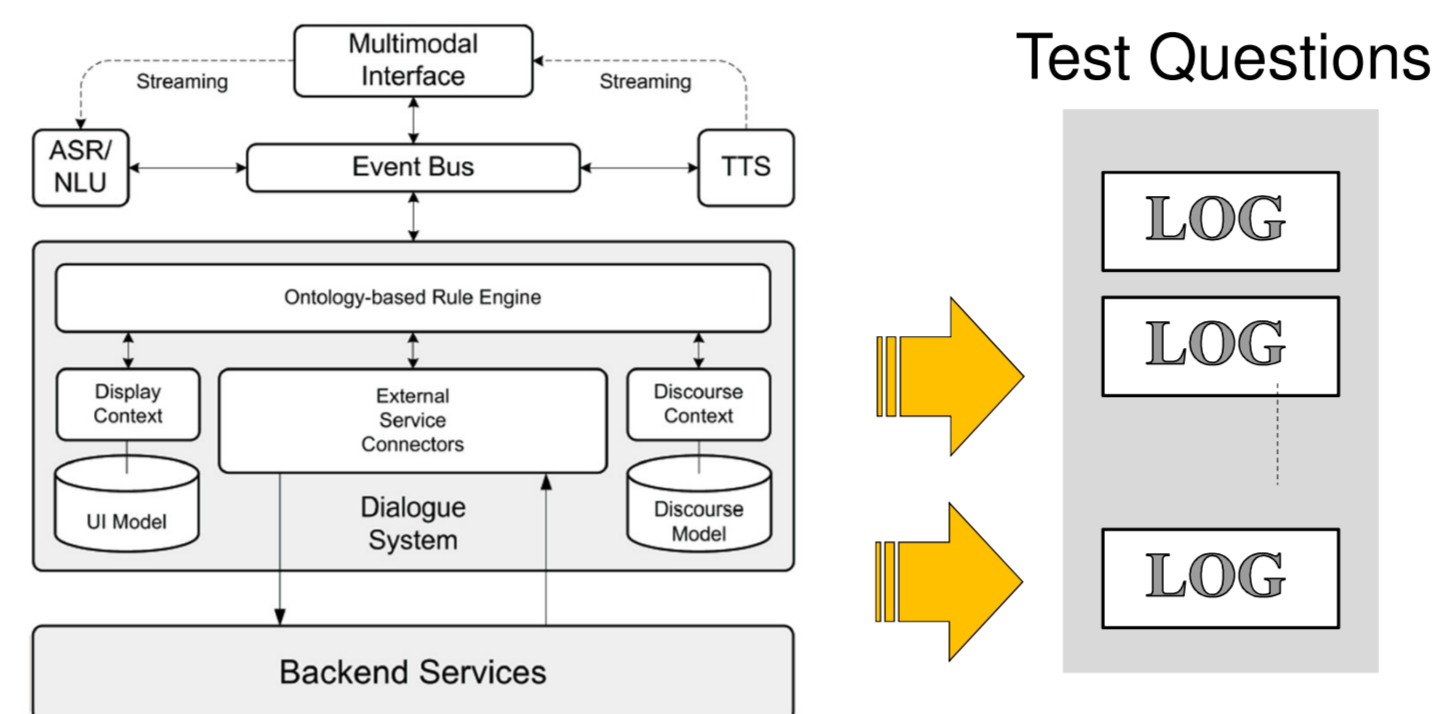 Multimodal
Interface
Streaming
Streaming
ASR/
NLU
Event Bus
TTS
Ontology-based Rule Engine
Display
Context
External
Service
Connectors
Discourse
Context
UI Model
Dialogue
System
Discourse
Model
Backend Services
Test Questions
LOG
LOG
LOG